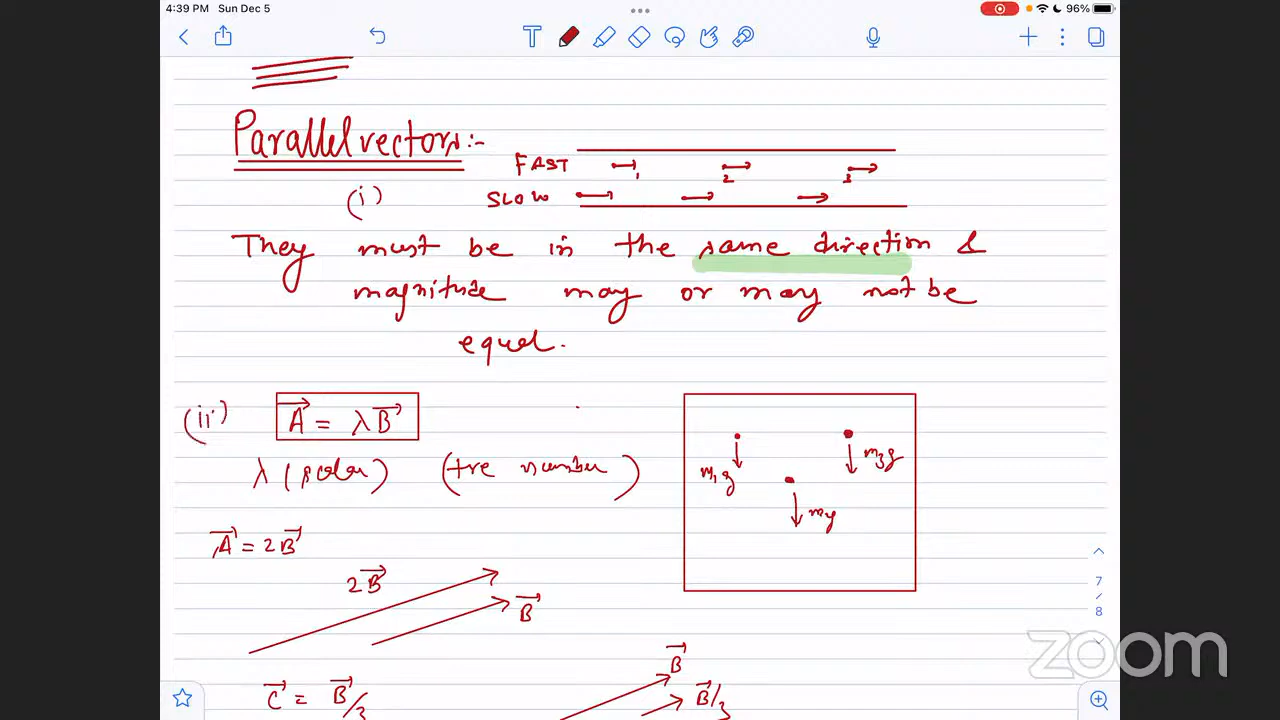 4:39 PM Sun Dec 5
96%
Parallel vectors:-
FAST 1 2 3
(i)
SLOW
They must be in the same direction &
magnitude may or may not be
equal.
(ii) A⃗ = λB⃗
λ (scalar) (+ve number)
m₁g m₃g
mg
A⃗ = 2B⃗
2B⃗
B⃗
7
/
8
zoom
B⃗
C⃗ = B⃗/3
B⃗/3